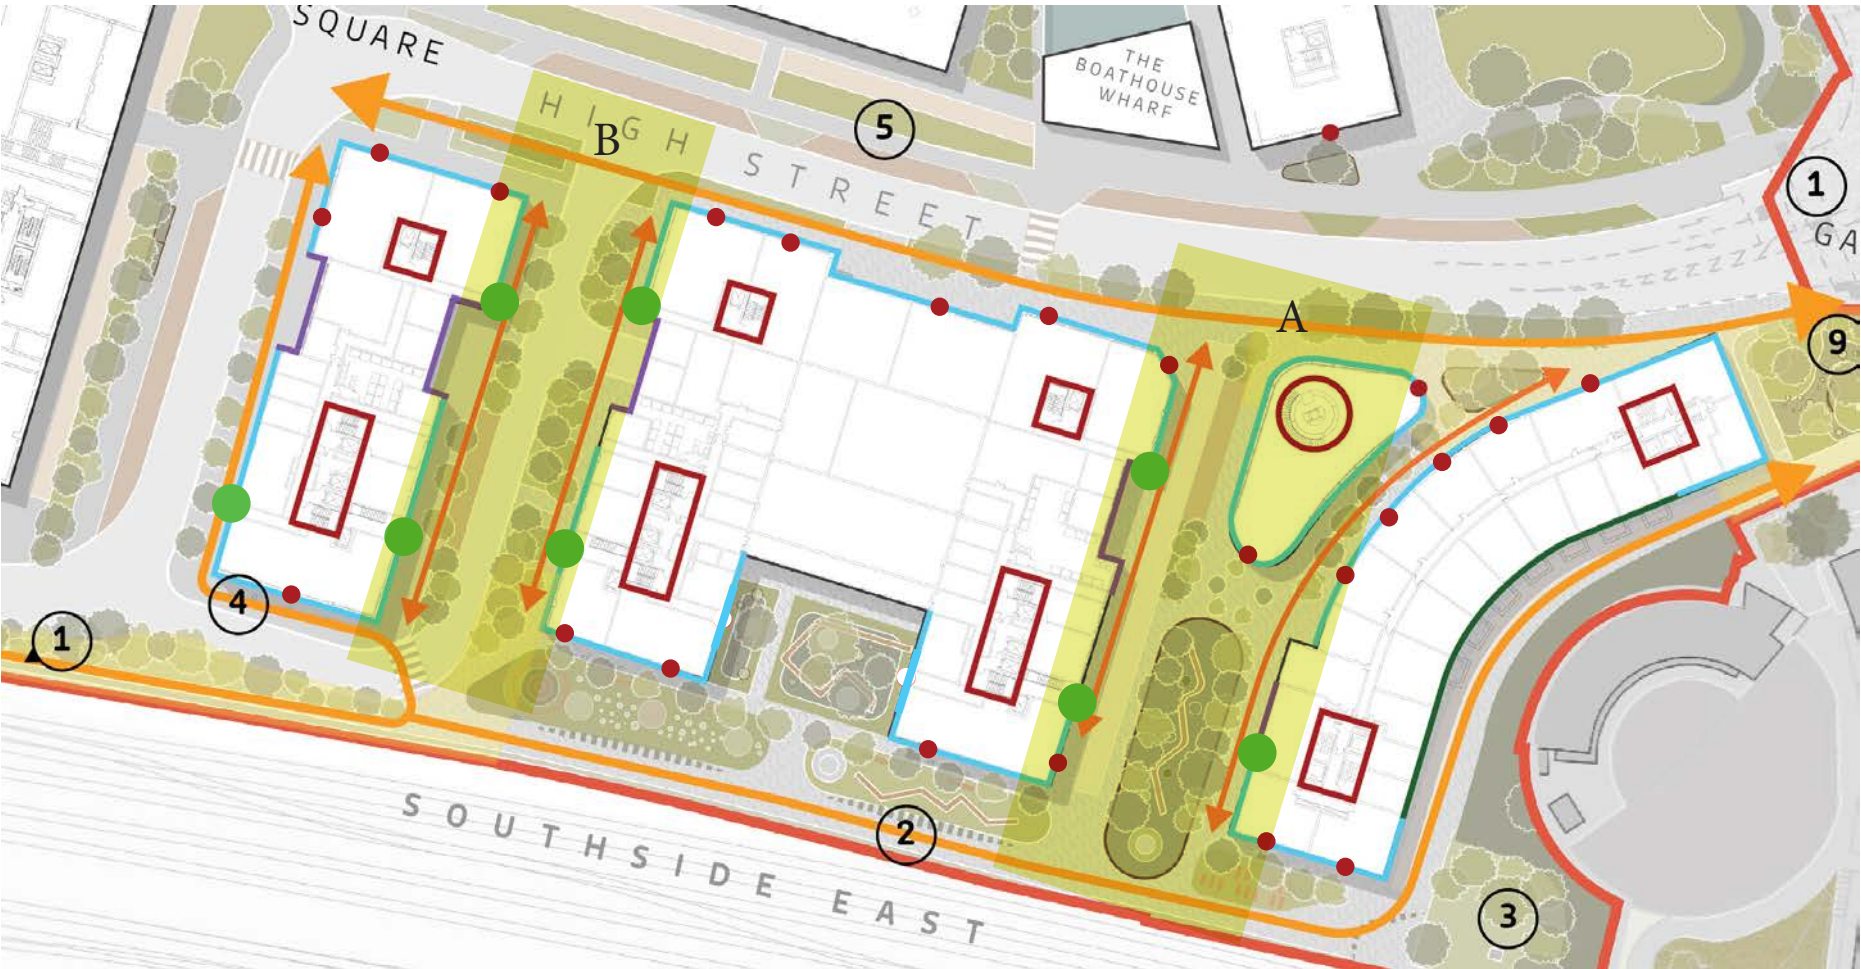 SQUARE
HIGH STREET
B
5
THE
BOATHOUSE
WHARF
1
GA
A
9
4
1
2
3
SOUTHSIDE EAST